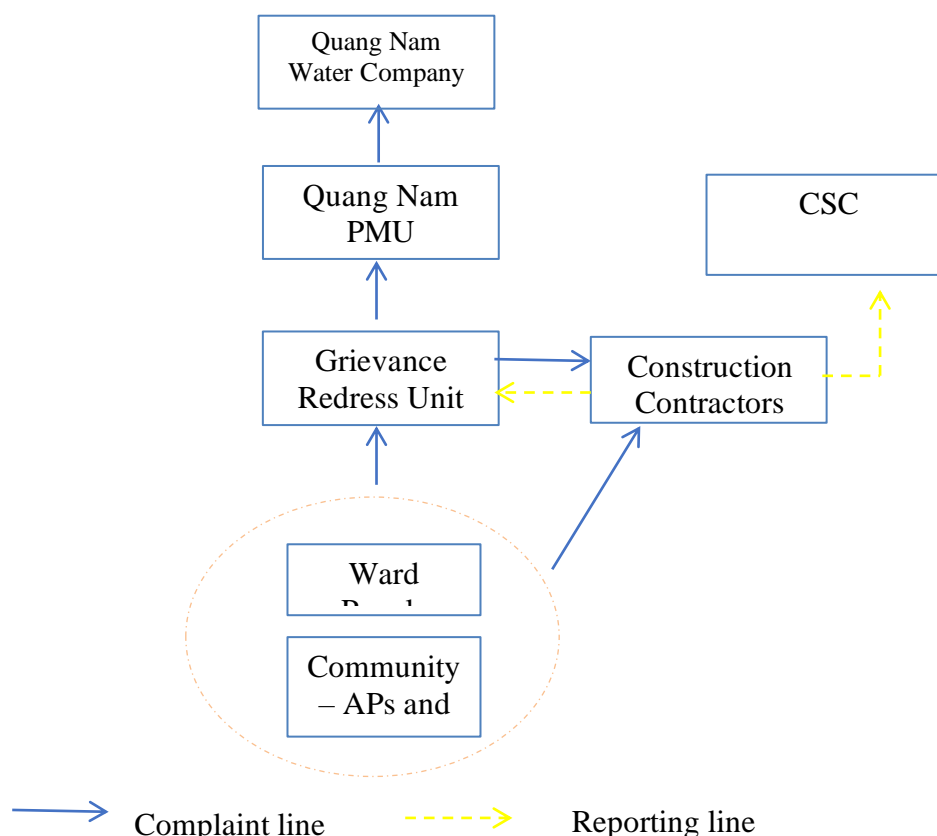 Quang Nam
Water Company
Quang Nam
PMU
CSC
Grievance
Redress Unit
Construction
Contractors
Ward
Community
– APs and
Complaint line
Reporting line